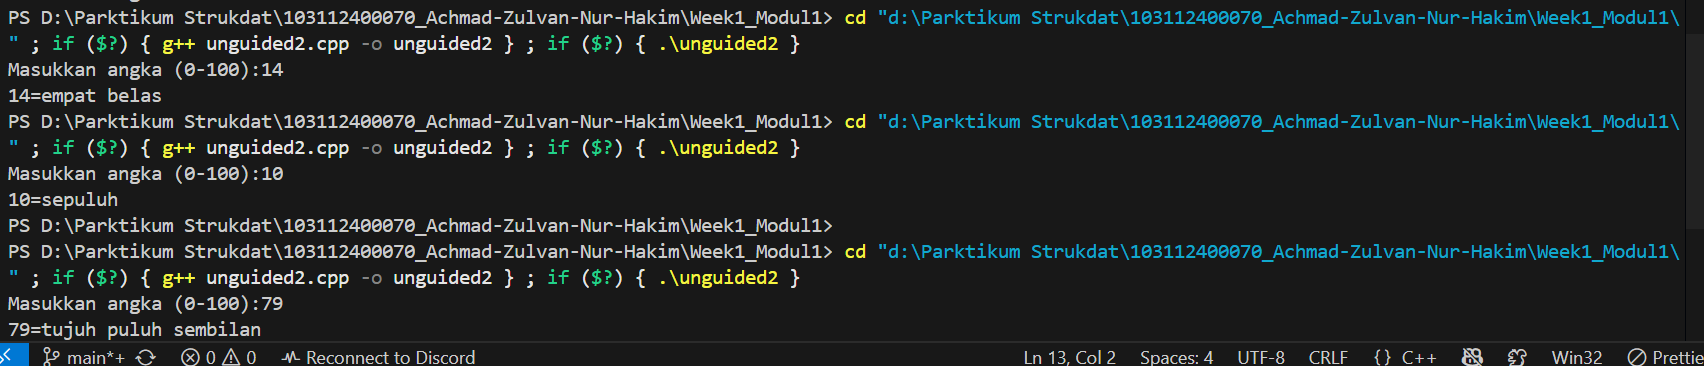 PS D:\Parktikum Strukdat\103112400070_Achmad-Zulvan-Nur-Hakim\Week1_Modul1> cd "d:\Parktikum Strukdat\103112400070_Achmad-Zulvan-Nur-Hakim\Week1_Modul1\
" ; if ($?) { g++ unguided2.cpp -o unguided2 } ; if ($?) { .\unguided2 }
Masukkan angka (0-100):14
14=empat belas
PS D:\Parktikum Strukdat\103112400070_Achmad-Zulvan-Nur-Hakim\Week1_Modul1> cd "d:\Parktikum Strukdat\103112400070_Achmad-Zulvan-Nur-Hakim\Week1_Modul1\
" ; if ($?) { g++ unguided2.cpp -o unguided2 } ; if ($?) { .\unguided2 }
Masukkan angka (0-100):10
10=sepuluh
PS D:\Parktikum Strukdat\103112400070_Achmad-Zulvan-Nur-Hakim\Week1_Modul1>
PS D:\Parktikum Strukdat\103112400070_Achmad-Zulvan-Nur-Hakim\Week1_Modul1> cd "d:\Parktikum Strukdat\103112400070_Achmad-Zulvan-Nur-Hakim\Week1_Modul1\
" ; if ($?) { g++ unguided2.cpp -o unguided2 } ; if ($?) { .\unguided2 }
Masukkan angka (0-100):79
79=tujuh puluh sembilan
main*+ 0 0 Reconnect to Discord Ln 13, Col 2 Spaces: 4 UTF-8 CRLF {} C++ Win32 Prettie